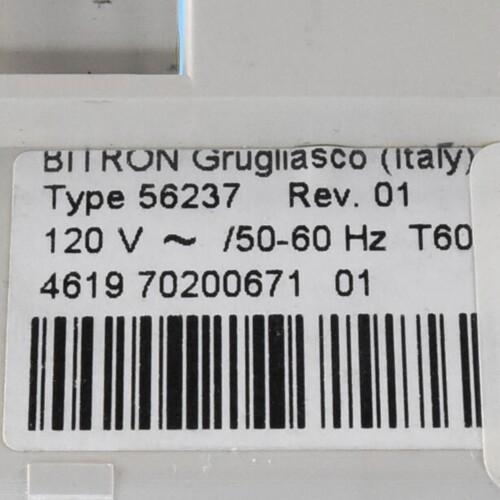 BITRON Grugliasco (Italy)
Type 56237 Rev. 01
120 V ~ /50-60 Hz T60
4619 70200671 01